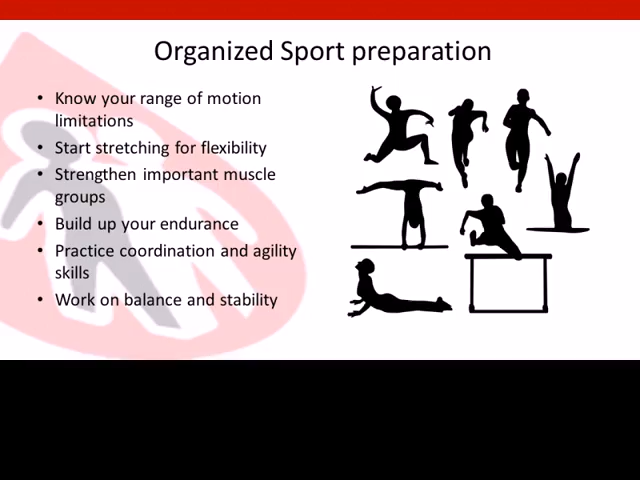 Organized Sport preparation
• Know your range of motion
limitations
• Start stretching for flexibility
• Strengthen important muscle
groups
• Build up your endurance
• Practice coordination and agility
skills
• Work on balance and stability